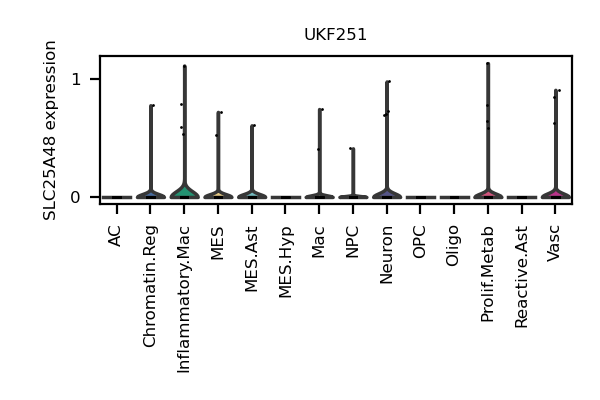 UKF251
SLC25A48 expression
1
0
AC
Chromatin.Reg
Inflammatory.Mac
MES
MES.Ast
MES.Hyp
Mac
NPC
Neuron
OPC
Oligo
Prolif.Metab
Reactive.Ast
Vasc